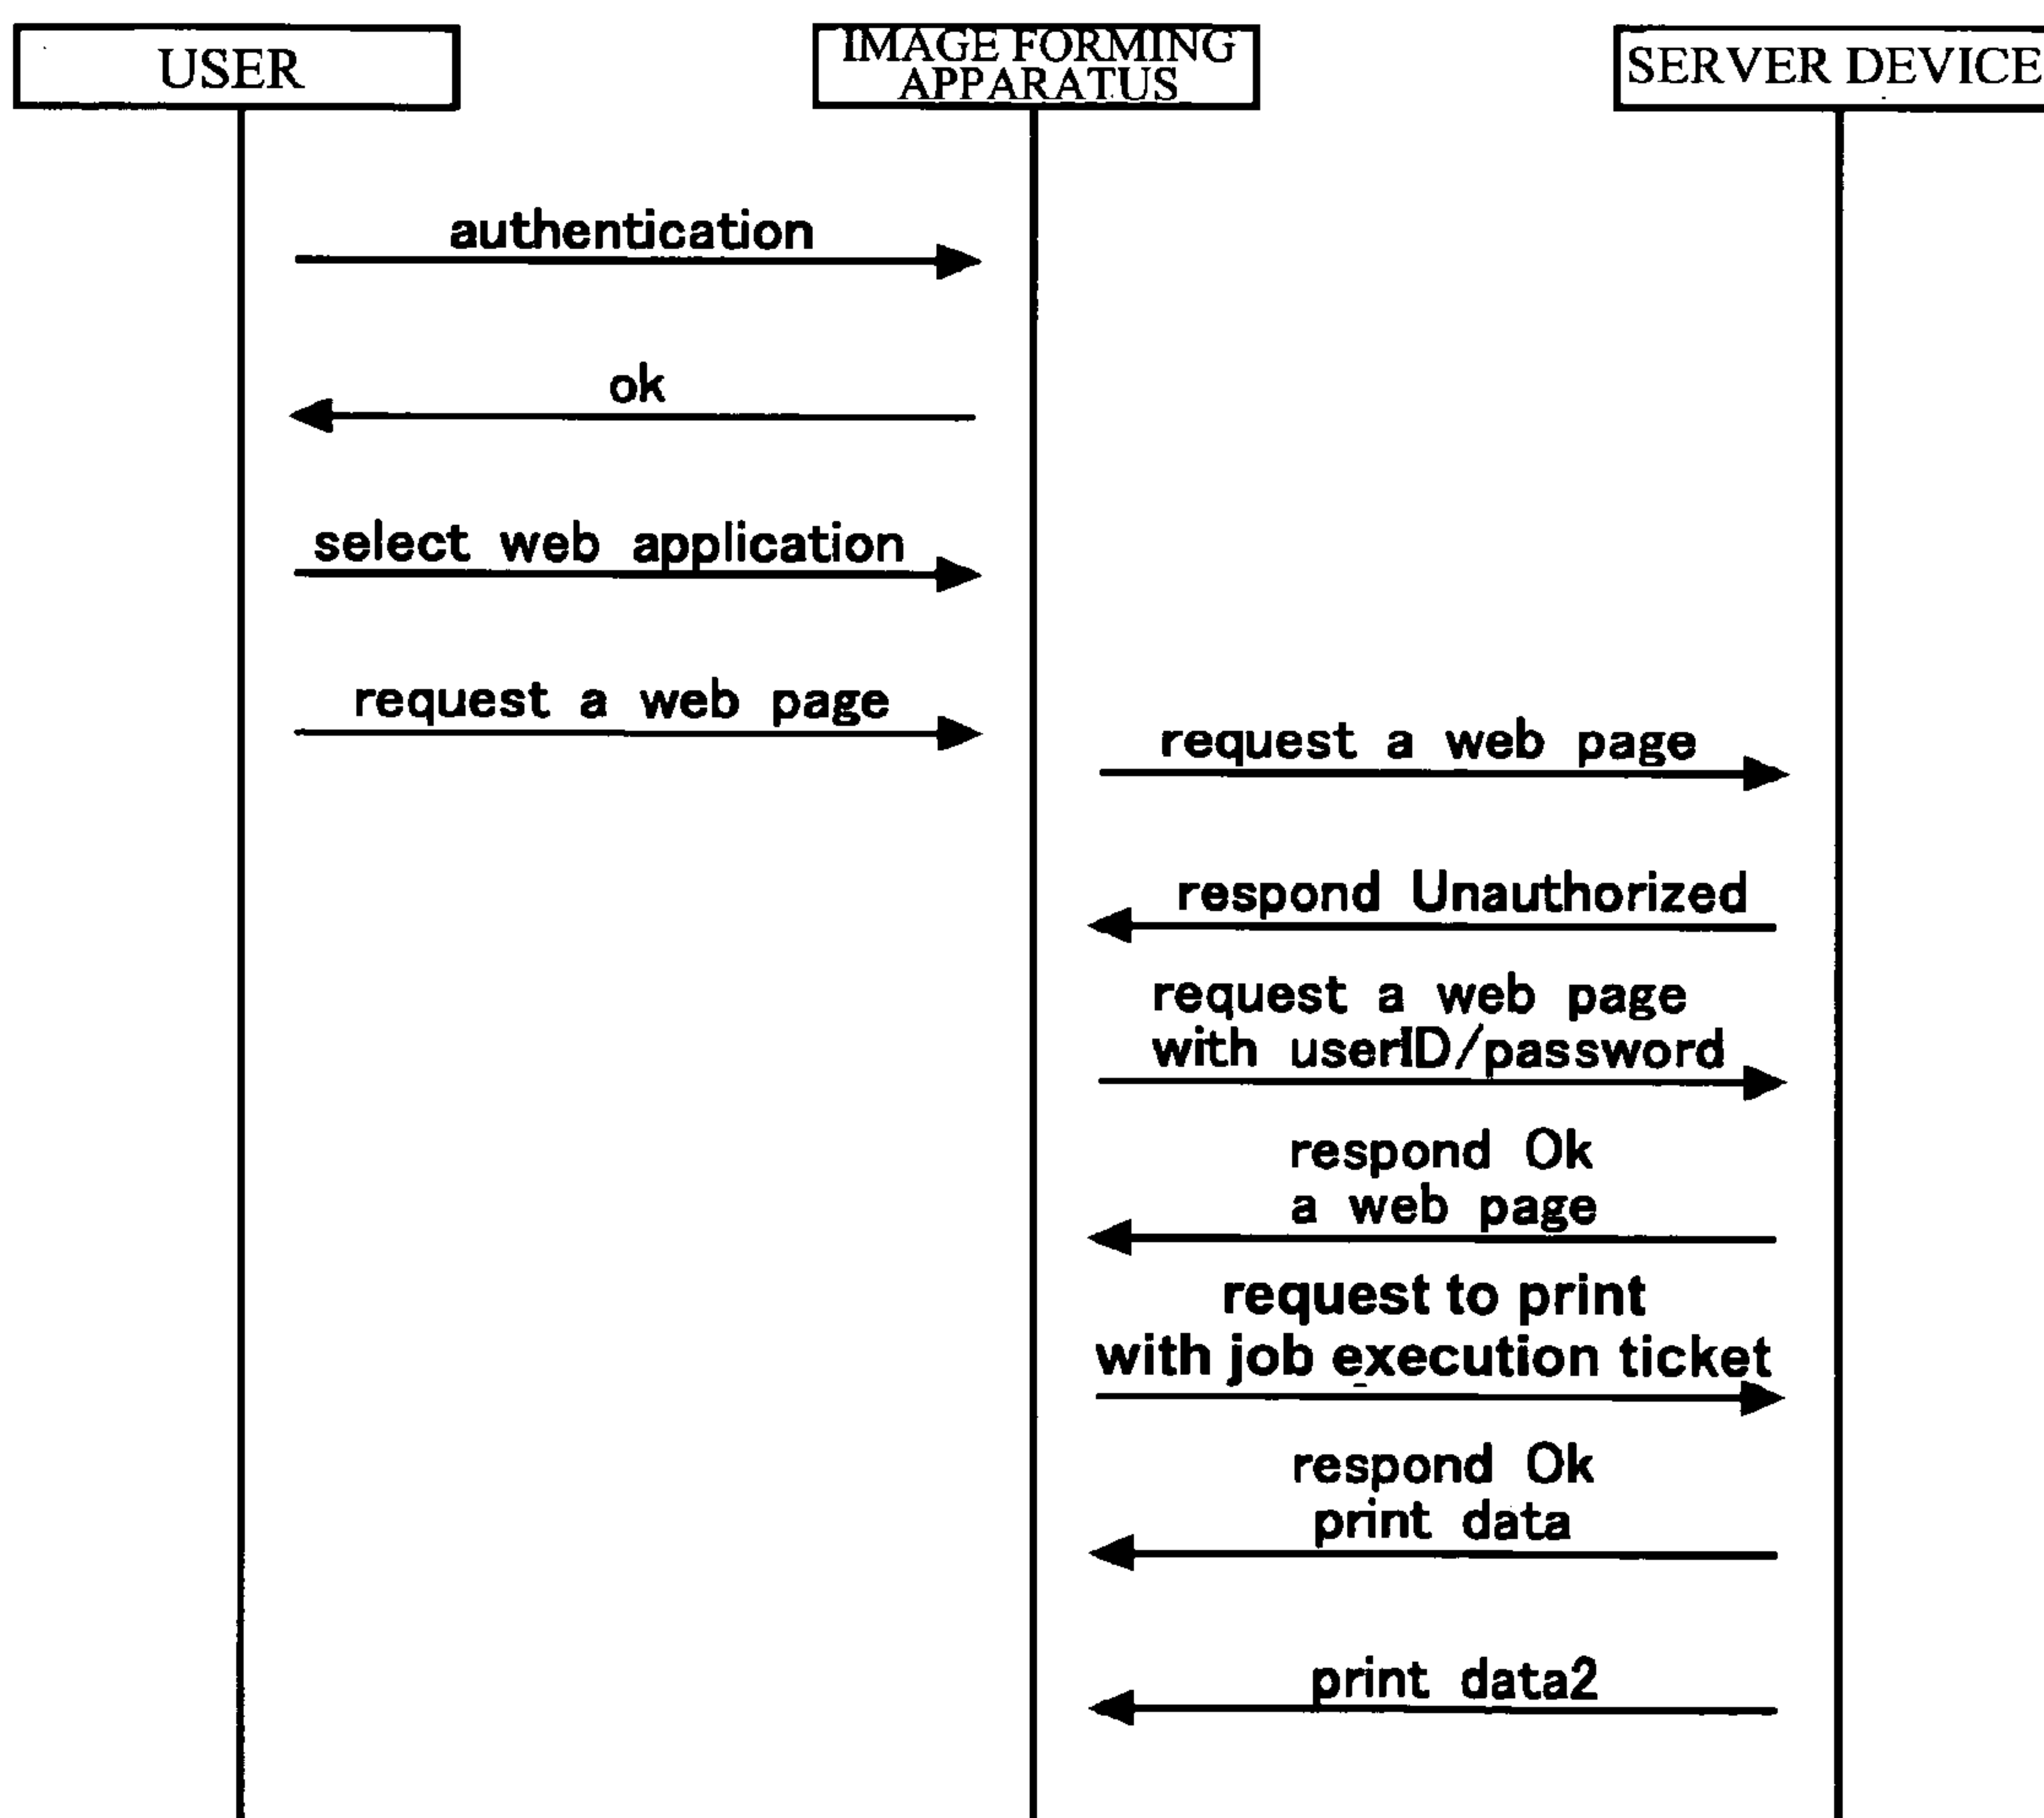 USER
IMAGE FORMING
APPARATUS
SERVER DEVICE
authentication
ok
select web application
request a web page
request a web page
respond Unauthorized
request a web page
with userID/password
respond Ok
a web page
request to print
with job execution ticket
respond Ok
print data
print data2